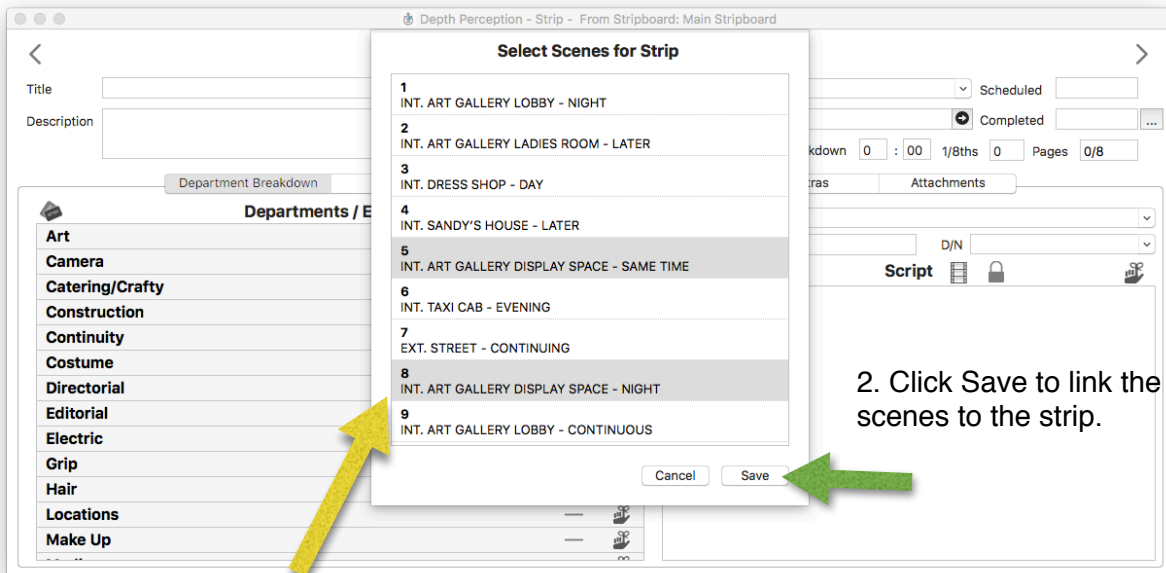 Depth Perception - Strip - From Stripboard: Main Stripboard
Select Scenes for Strip
Title
Scheduled
Description
Completed
...
0 : 00 1/8ths 0 Pages 0/8
Department Breakdown
Attachments
Departments /
D/N
Script
Art
Camera
Catering/Crafty
Construction
Continuity
Costume
Directorial
Editorial
Electric
Grip
Hair
Locations —
Make Up —
1
INT. ART GALLERY LOBBY - NIGHT
2
INT. ART GALLERY LADIES ROOM - LATER
3
INT. DRESS SHOP - DAY
4
INT. SANDY'S HOUSE - LATER
5
INT. ART GALLERY DISPLAY SPACE - SAME TIME
6
INT. TAXI CAB - EVENING
7
EXT. STREET - CONTINUING
8
INT. ART GALLERY DISPLAY SPACE - NIGHT
9
INT. ART GALLERY LOBBY - CONTINUOUS
Cancel Save
2. Click Save to link the
scenes to the strip.